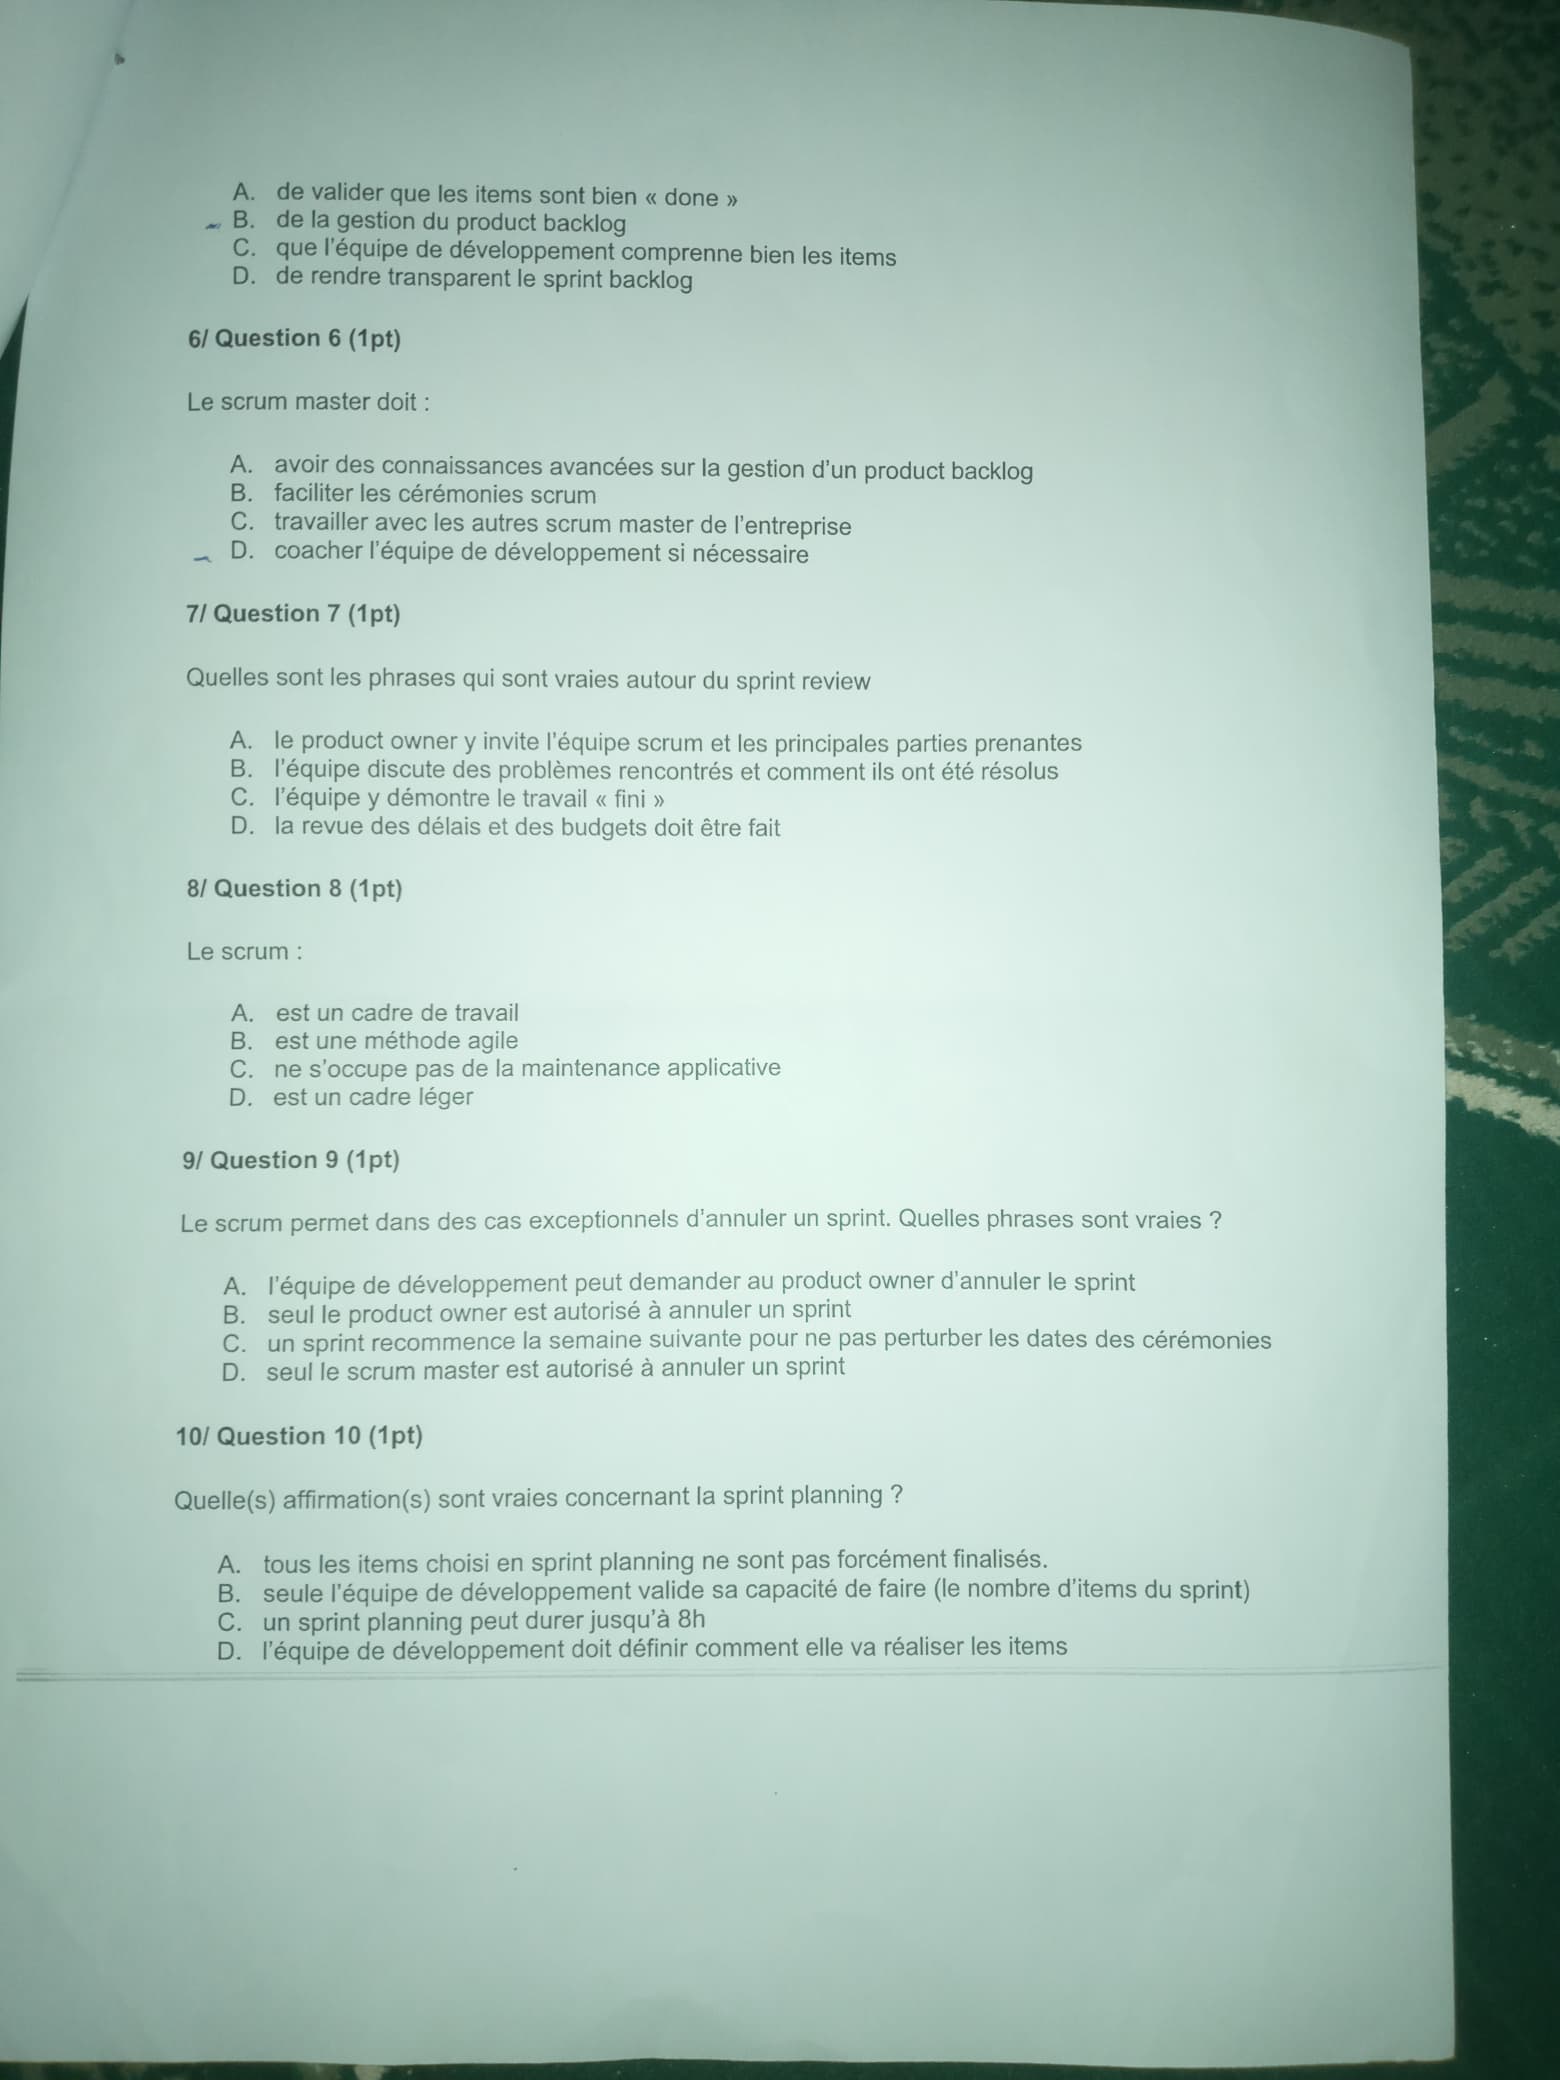 A. de valider que les items sont bien « done »
B. de la gestion du product backlog
C. que l'équipe de développement comprenne bien les items
D. de rendre transparent le sprint backlog
6/ Question 6 (1pt)
Le scrum master doit :
A. avoir des connaissances avancées sur la gestion d'un product backlog
B. faciliter les cérémonies scrum
C. travailler avec les autres scrum master de l'entreprise
D. coacher l'équipe de développement si nécessaire
7/ Question 7 (1pt)
Quelles sont les phrases qui sont vraies autour du sprint review
A. le product owner y invite l'équipe scrum et les principales parties prenantes
B. l'équipe discute des problèmes rencontrés et comment ils ont été résolus
C. l'équipe y démontre le travail « fini »
D. la revue des délais et des budgets doit être fait
8/ Question 8 (1pt)
Le scrum :
A. est un cadre de travail
B. est une méthode agile
C. ne s'occupe pas de la maintenance applicative
D. est un cadre léger
9/ Question 9 (1pt)
Le scrum permet dans des cas exceptionnels d'annuler un sprint. Quelles phrases sont vraies ?
A. l'équipe de développement peut demander au product owner d'annuler le sprint
B. seul le product owner est autorisé à annuler un sprint
C. un sprint recommence la semaine suivante pour ne pas perturber les dates des cérémonies
D. seul le scrum master est autorisé à annuler un sprint
10/ Question 10 (1pt)
Quelle(s) affirmation(s) sont vraies concernant la sprint planning ?
A. tous les items choisi en sprint planning ne sont pas forcément finalisés.
B. seule l'équipe de développement valide sa capacité de faire (le nombre d'items du sprint)
C. un sprint planning peut durer jusqu'à 8h
D. l'équipe de développement doit définir comment elle va réaliser les items